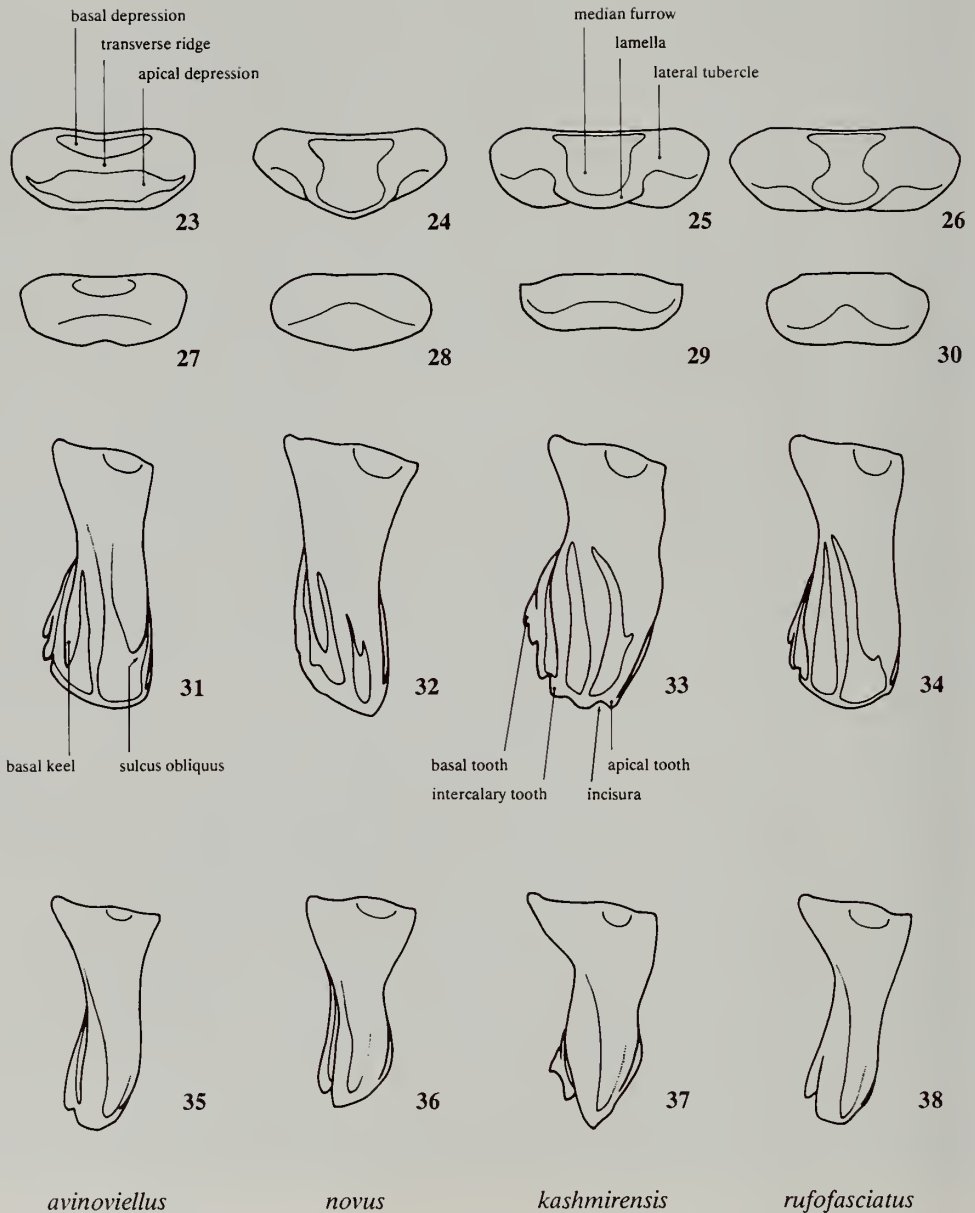 basal depression
transverse ridge
apical depression
median furrow
lamella
lateral tubercle
23
24
25
26
27
28
29
30
31
32
33
34
basal keel
sulcus obliquus
basal tooth
apical tooth
intercalary tooth
incisura
35
36
37
38
avinoviellus
novus
kashmirensis
rufofasciatus